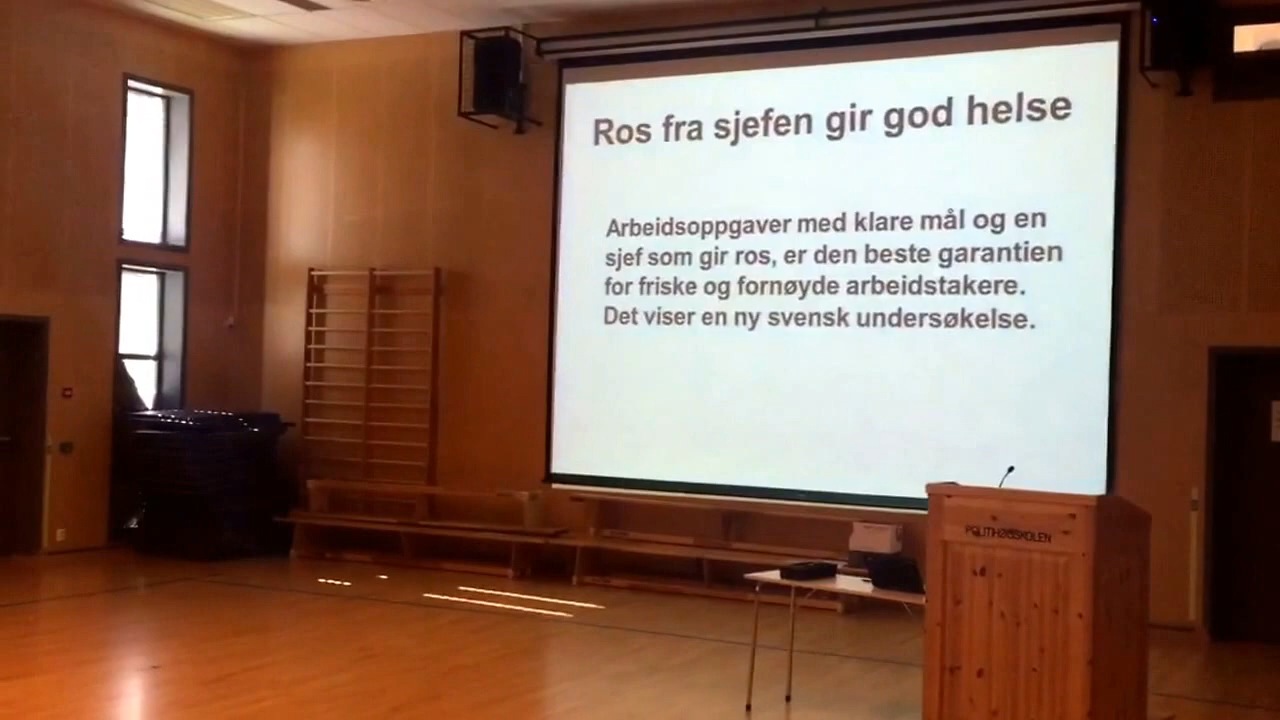 Ros fra sjefen gir god helse
Arbeidsoppgaver med klare mål og en
sjef som gir ros, er den beste garantien
for friske og fornøyde arbeidstakere.
Det viser en ny svensk undersøkelse.
POLITIHØGSKOLEN